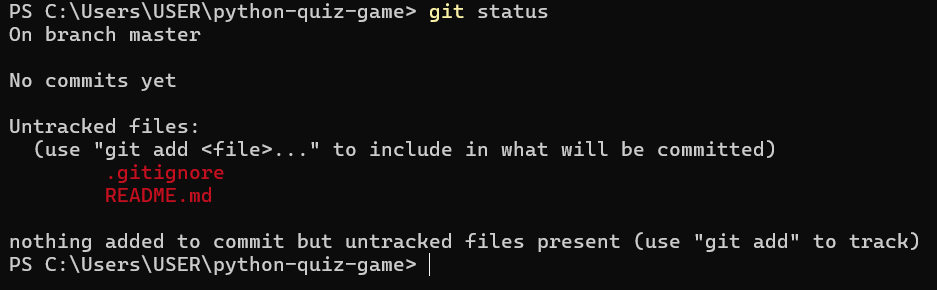 PS C:\Users\USER\python-quiz-game> git status
On branch master
No commits yet
Untracked files:
(use "git add <file>..." to include in what will be committed)
.gitignore
README.md
nothing added to commit but untracked files present (use "git add" to track)
PS C:\Users\USER\python-quiz-game>